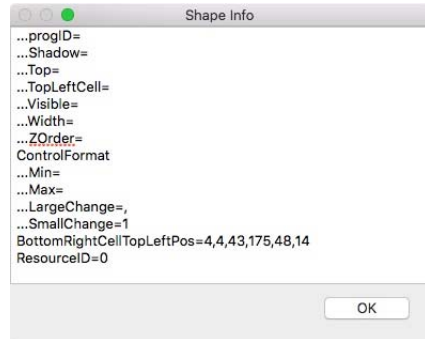 Shape Info
...progID=
...Shadow=
...Top=
...TopLeftCell=
...Visible=
...Width=
...ZOrder=
ControlFormat
...Min=
...Max=
...LargeChange=,
...SmallChange=1
BottomRightCellTopLeftPos=4,4,43,175,48,14
ResourceID=0
OK